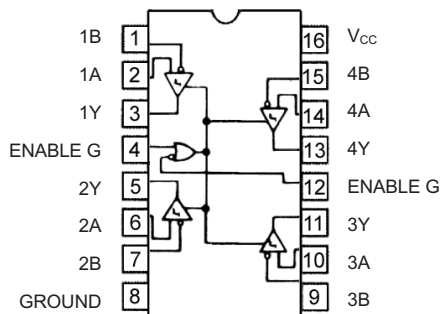 1B 1 16 VCC
1A 2 15 4B
1Y 3 14 4A
ENABLE G 4 13 4Y
2Y 5 12 ENABLE G
2A 6 11 3Y
2B 7 10 3A
GROUND 8 9 3B